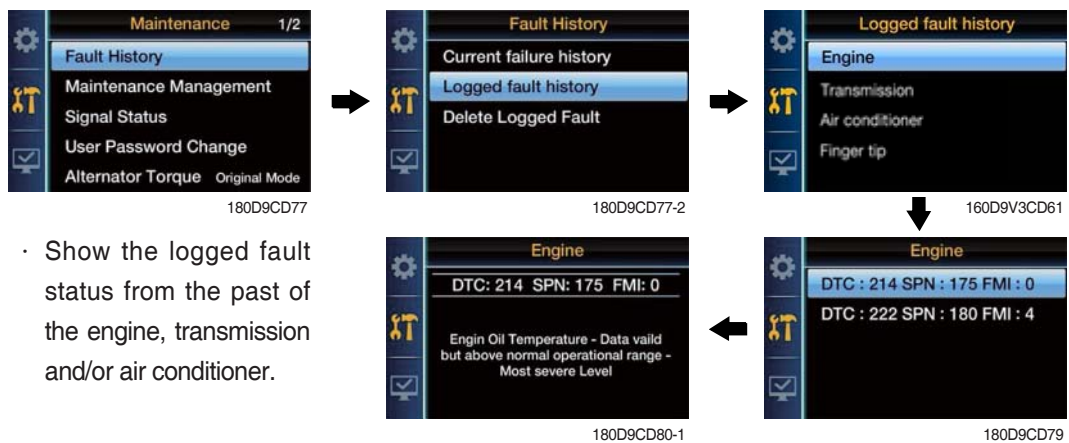 Maintenance 1/2
Fault History
Maintenance Management
Signal Status
User Password Change
Alternator Torque Original Mode
180D9CD77
Fault History
Current failure history
Logged fault history
Delete Logged Fault
180D9CD77-2
Logged fault history
Engine
Transmission
Air conditioner
Finger tip
160D9V3CD61
· Show the logged fault
status from the past of
the engine, transmission
and/or air conditioner.
Engine
DTC: 214 SPN: 175 FMI: 0
Engin Oil Temperature - Data vaild
but above normal operational range -
Most severe Level
180D9CD80-1
Engine
DTC : 214 SPN : 175 FMI : 0
DTC : 222 SPN : 180 FMI : 4
180D9CD79